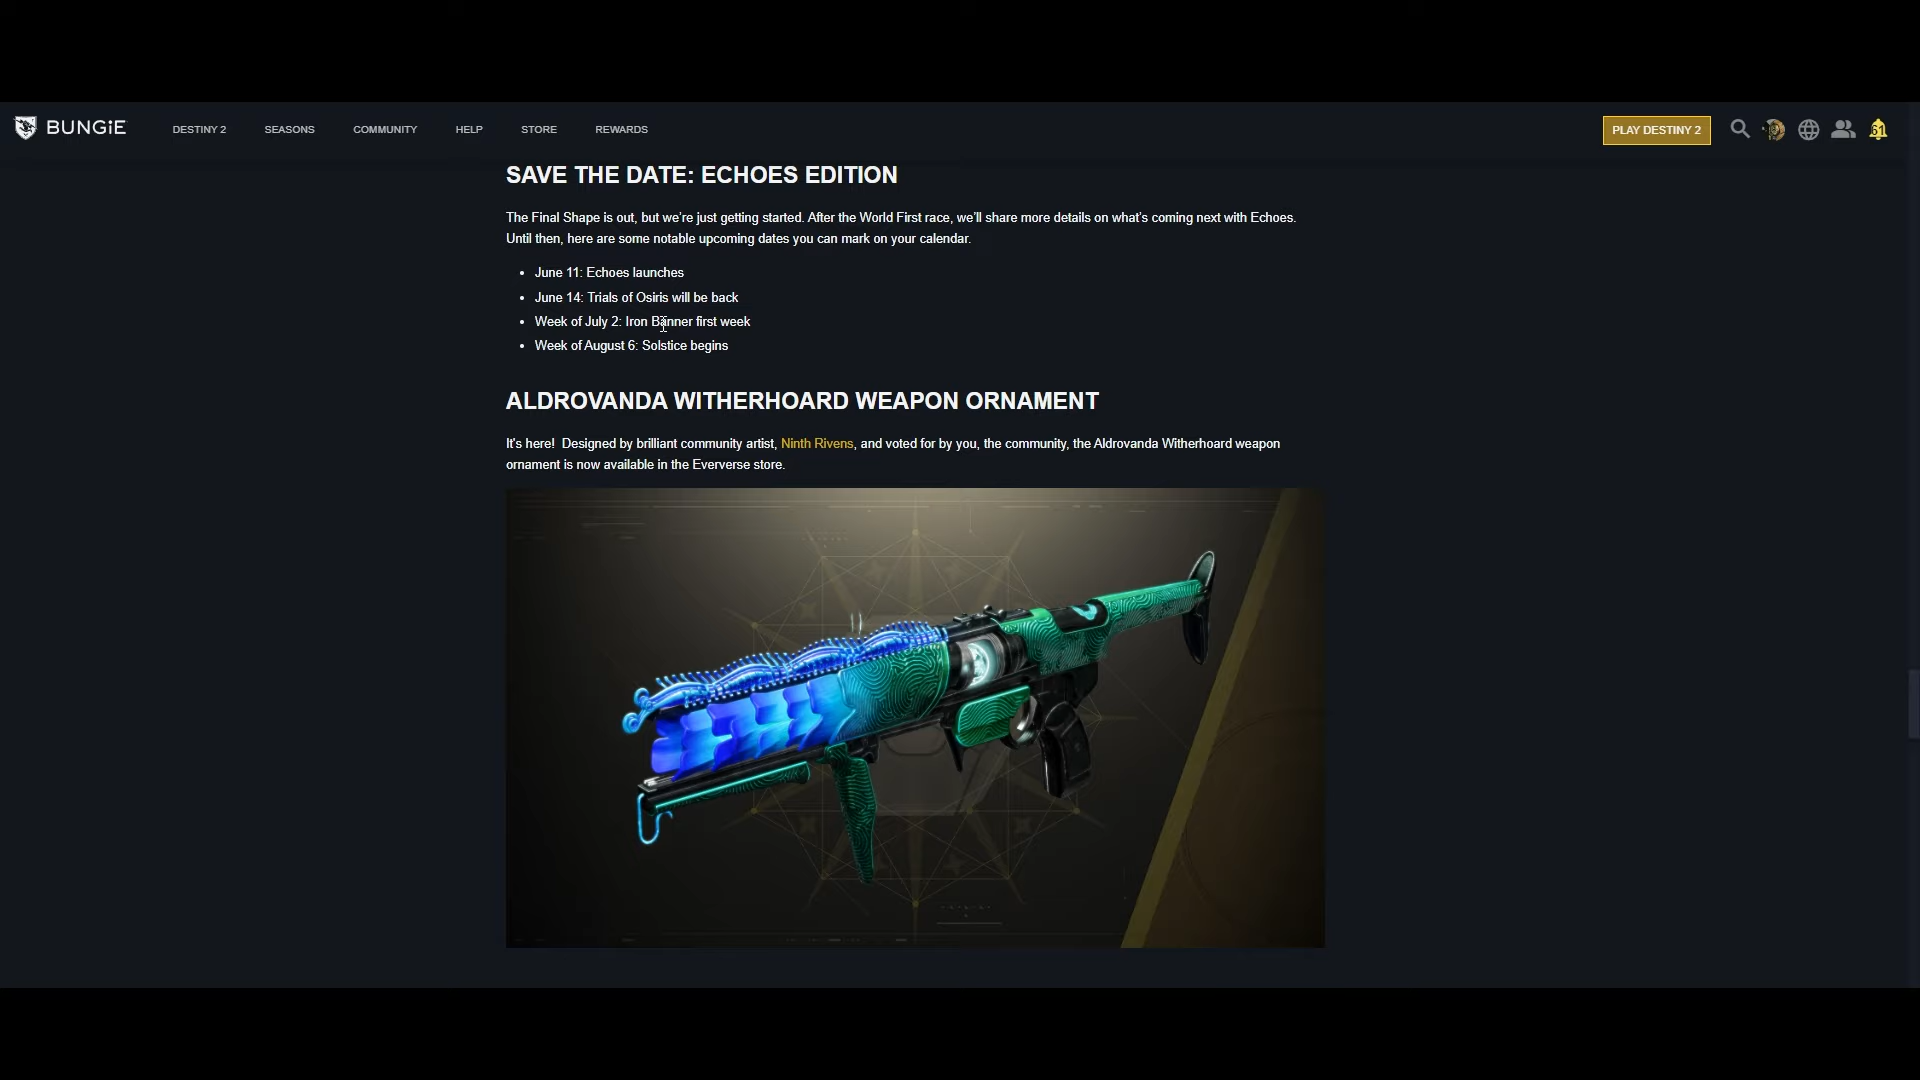 BUNGiE
DESTINY 2
SEASONS
COMMUNITY
HELP
STORE
REWARDS
PLAY DESTINY 2
61
SAVE THE DATE: ECHOES EDITION
The Final Shape is out, but we're just getting started. After the World First race, we'll share more details on what's coming next with Echoes.
Until then, here are some notable upcoming dates you can mark on your calendar.
• June 11: Echoes launches
• June 14: Trials of Osiris will be back
• Week of July 2: Iron Banner first week
• Week of August 6: Solstice begins
ALDROVANDA WITHERHOARD WEAPON ORNAMENT
It's here!  Designed by brilliant community artist, Ninth Rivens, and voted for by you, the community, the Aldrovanda Witherhoard weapon
ornament is now available in the Eververse store.